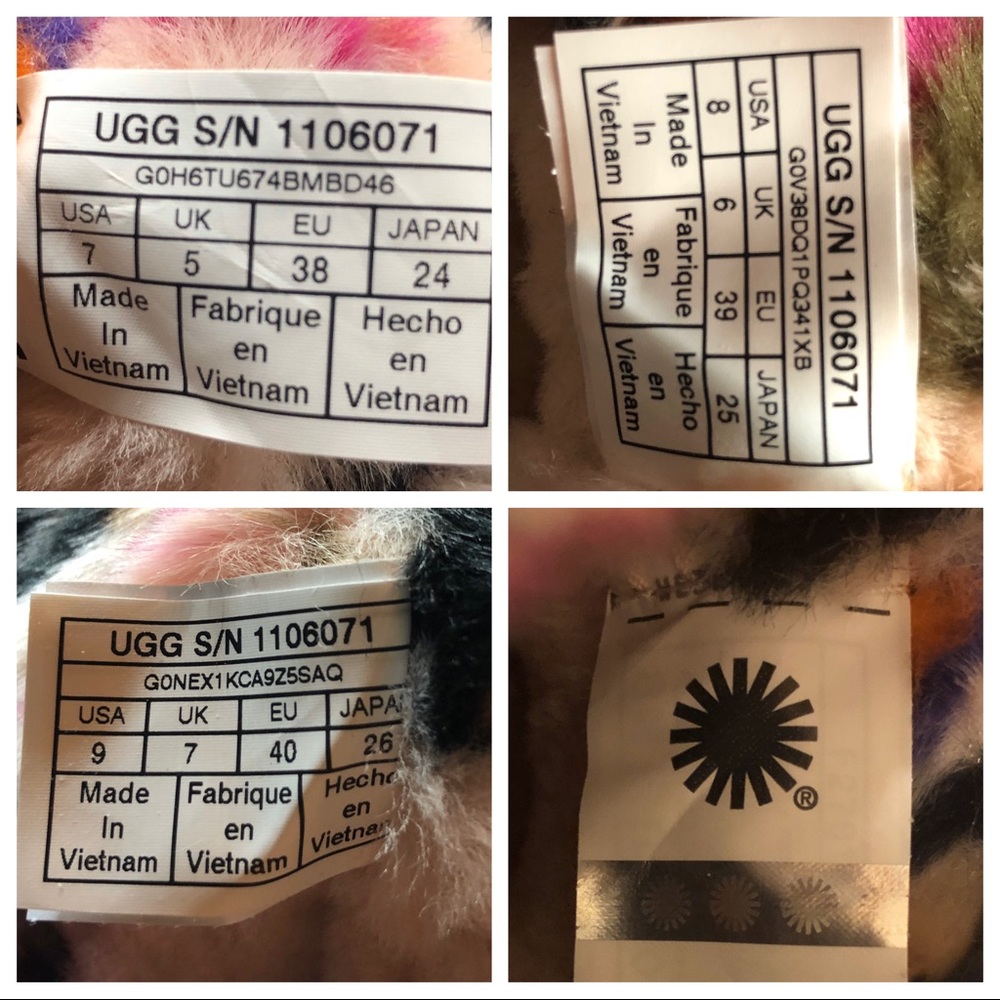 UGG S/N 1106071
G0H6TU674BMBD46
USA UK EU JAPAN
7 5 38 24
Made In Vietnam Fabrique en Vietnam Hecho en Vietnam
UGG S/N 1106071
G0V38DQ1PQ341XB
USA UK EU JAPAN
8 6 39 25
Made In Vietnam Fabrique en Vietnam Hecho en Vietnam
UGG S/N 1106071
G0NEX1KCA9Z5SAQ
USA UK EU JAPA
9 7 40 26
Made In Vietnam Fabrique en Vietnam Hecho en Vietnam
®